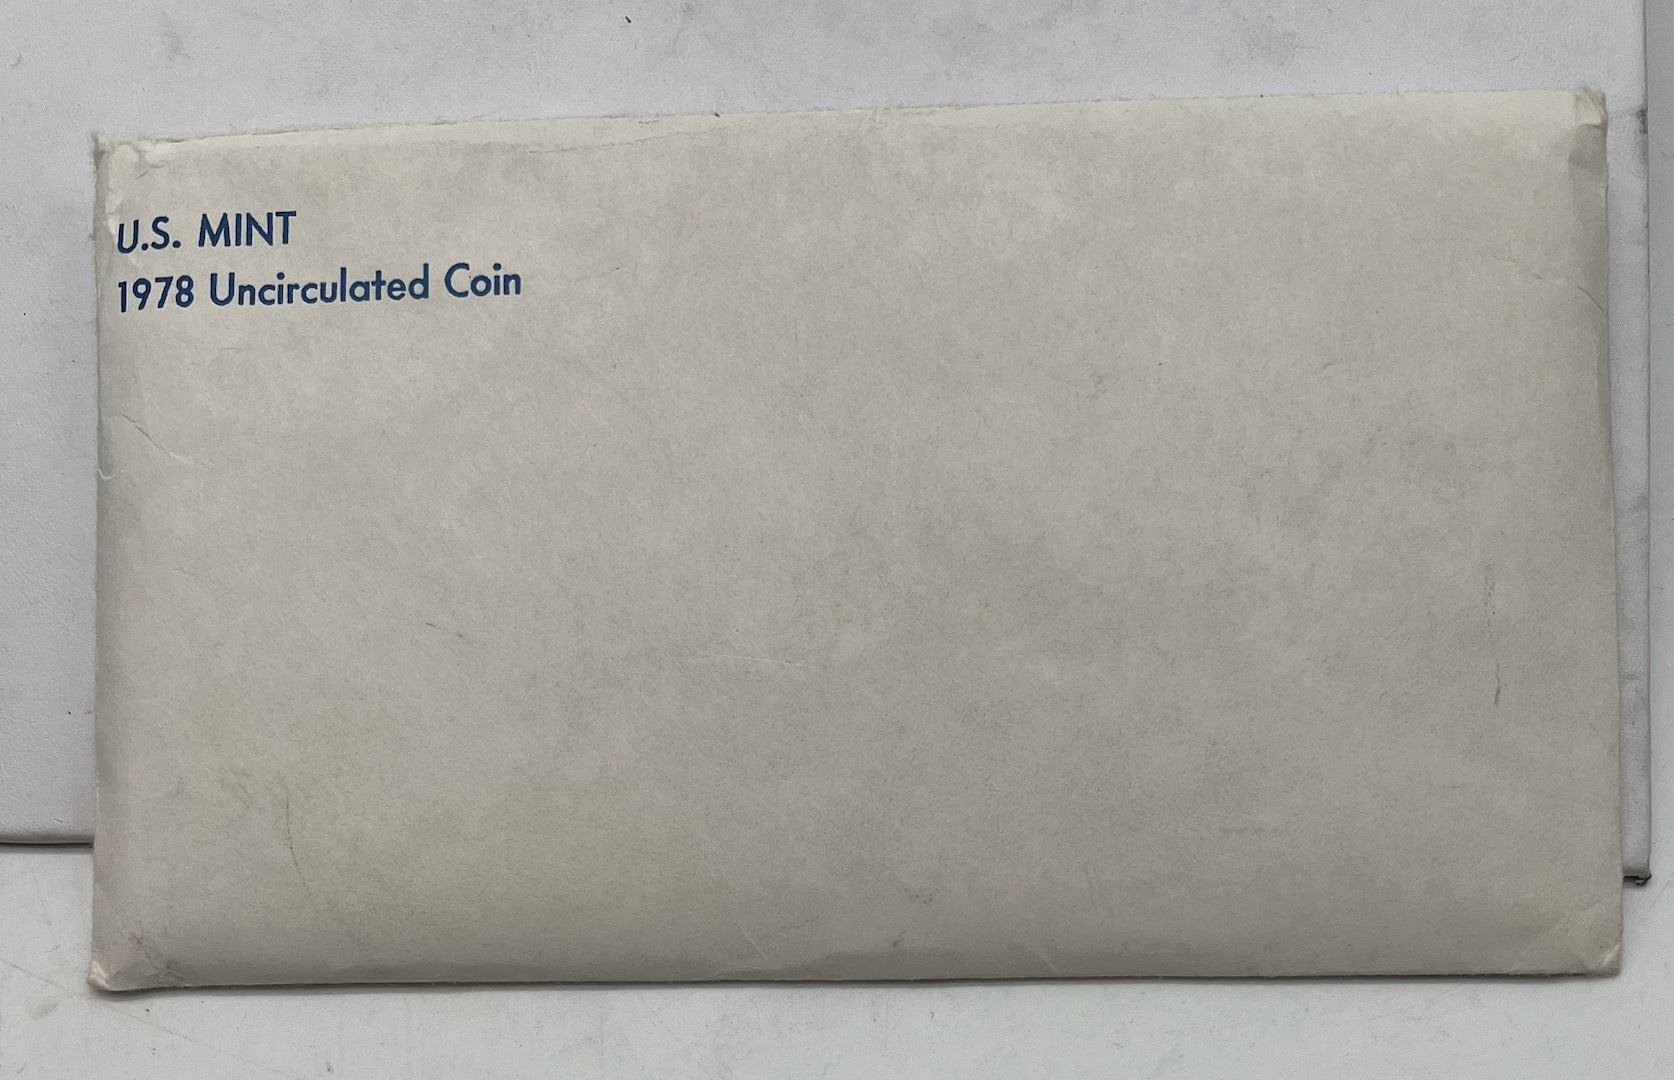 U.S. MINT
1978 Uncirculated Coin